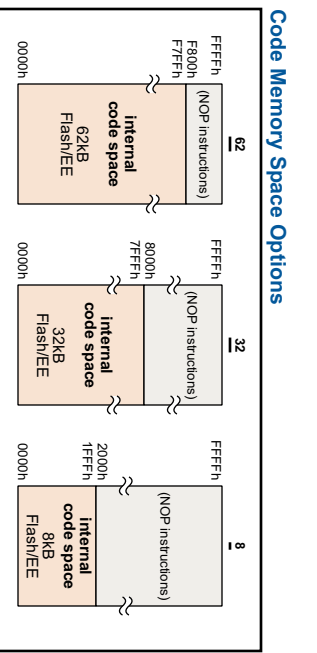 Code Memory Space Options
62
FFFFh
(NOP instructions)
F800h
F7FFh
internal
code space
62kB
Flash/EE
0000h
32
FFFFh
(NOP instructions)
8000h
7FFFh
internal
code space
32kB
Flash/EE
0000h
8
FFFFh
(NOP instructions)
2000h
1FFFh
internal
code space
8kB
Flash/EE
0000h